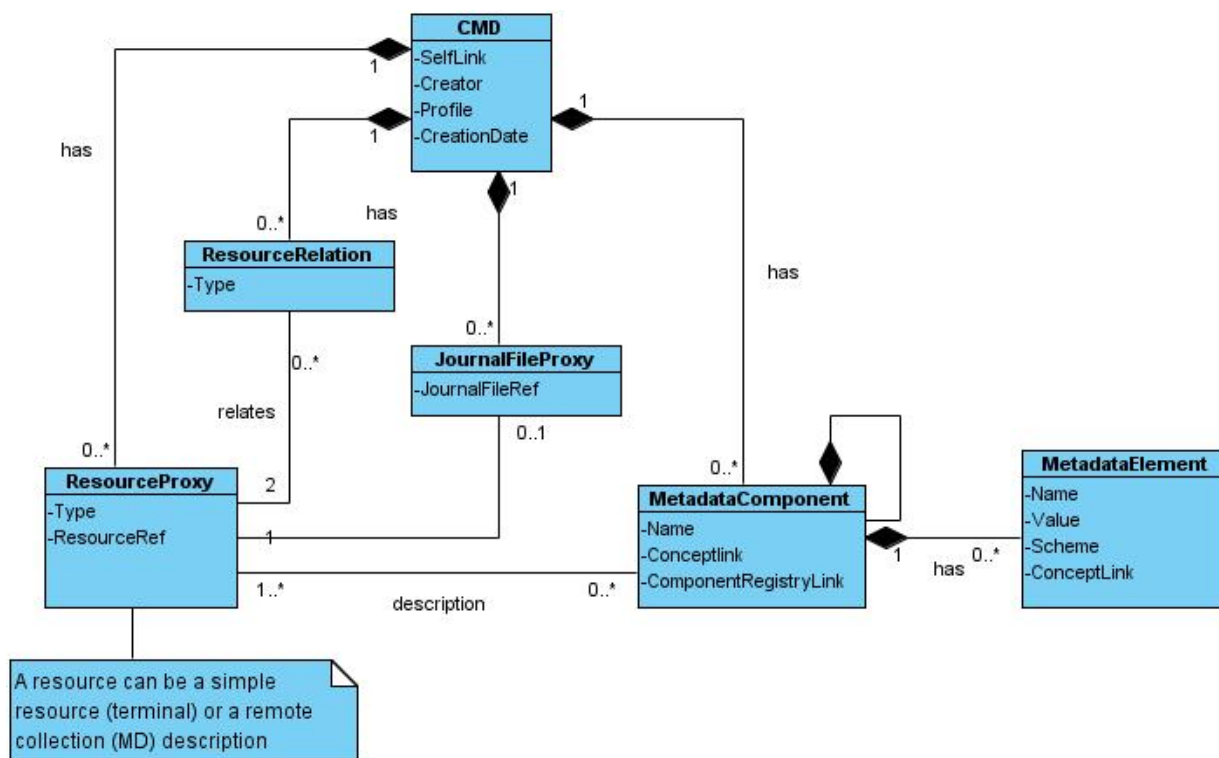 CMD
-SelfLink
-Creator
-Profile
-CreationDate
1
1
1
1
has
0..*
has
has
ResourceRelation
-Type
0..*
0..*
JournalFileProxy
-JournalFileRef
relates
0..*
0..1
0..*
ResourceProxy
-Type
-ResourceRef
2
1
1..*
description
0..*
MetadataComponent
-Name
-Conceptlink
-ComponentRegistryLink
1
has
0..*
MetadataElement
-Name
-Value
-Scheme
-ConceptLink
A resource can be a simple
resource (terminal) or a remote
collection (MD) description